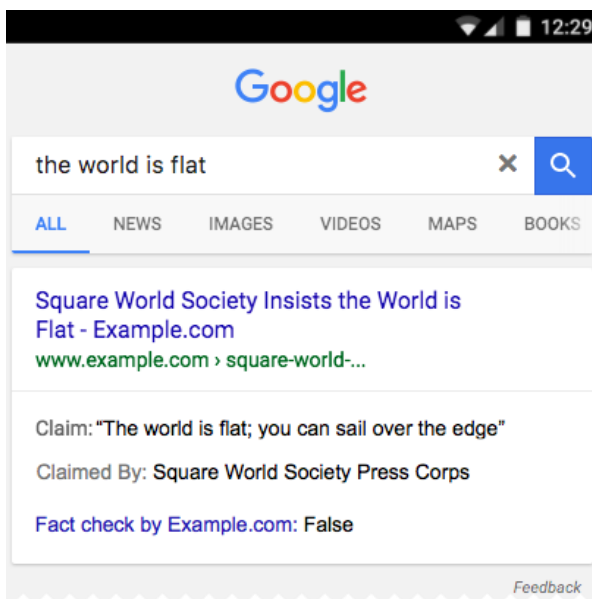 12:29
Google
the world is flat
ALL NEWS IMAGES VIDEOS MAPS BOOKS
Square World Society Insists the World is
Flat - Example.com
www.example.com › square-world-...
Claim: “The world is flat; you can sail over the edge”
Claimed By: Square World Society Press Corps
Fact check by Example.com: False
Feedback